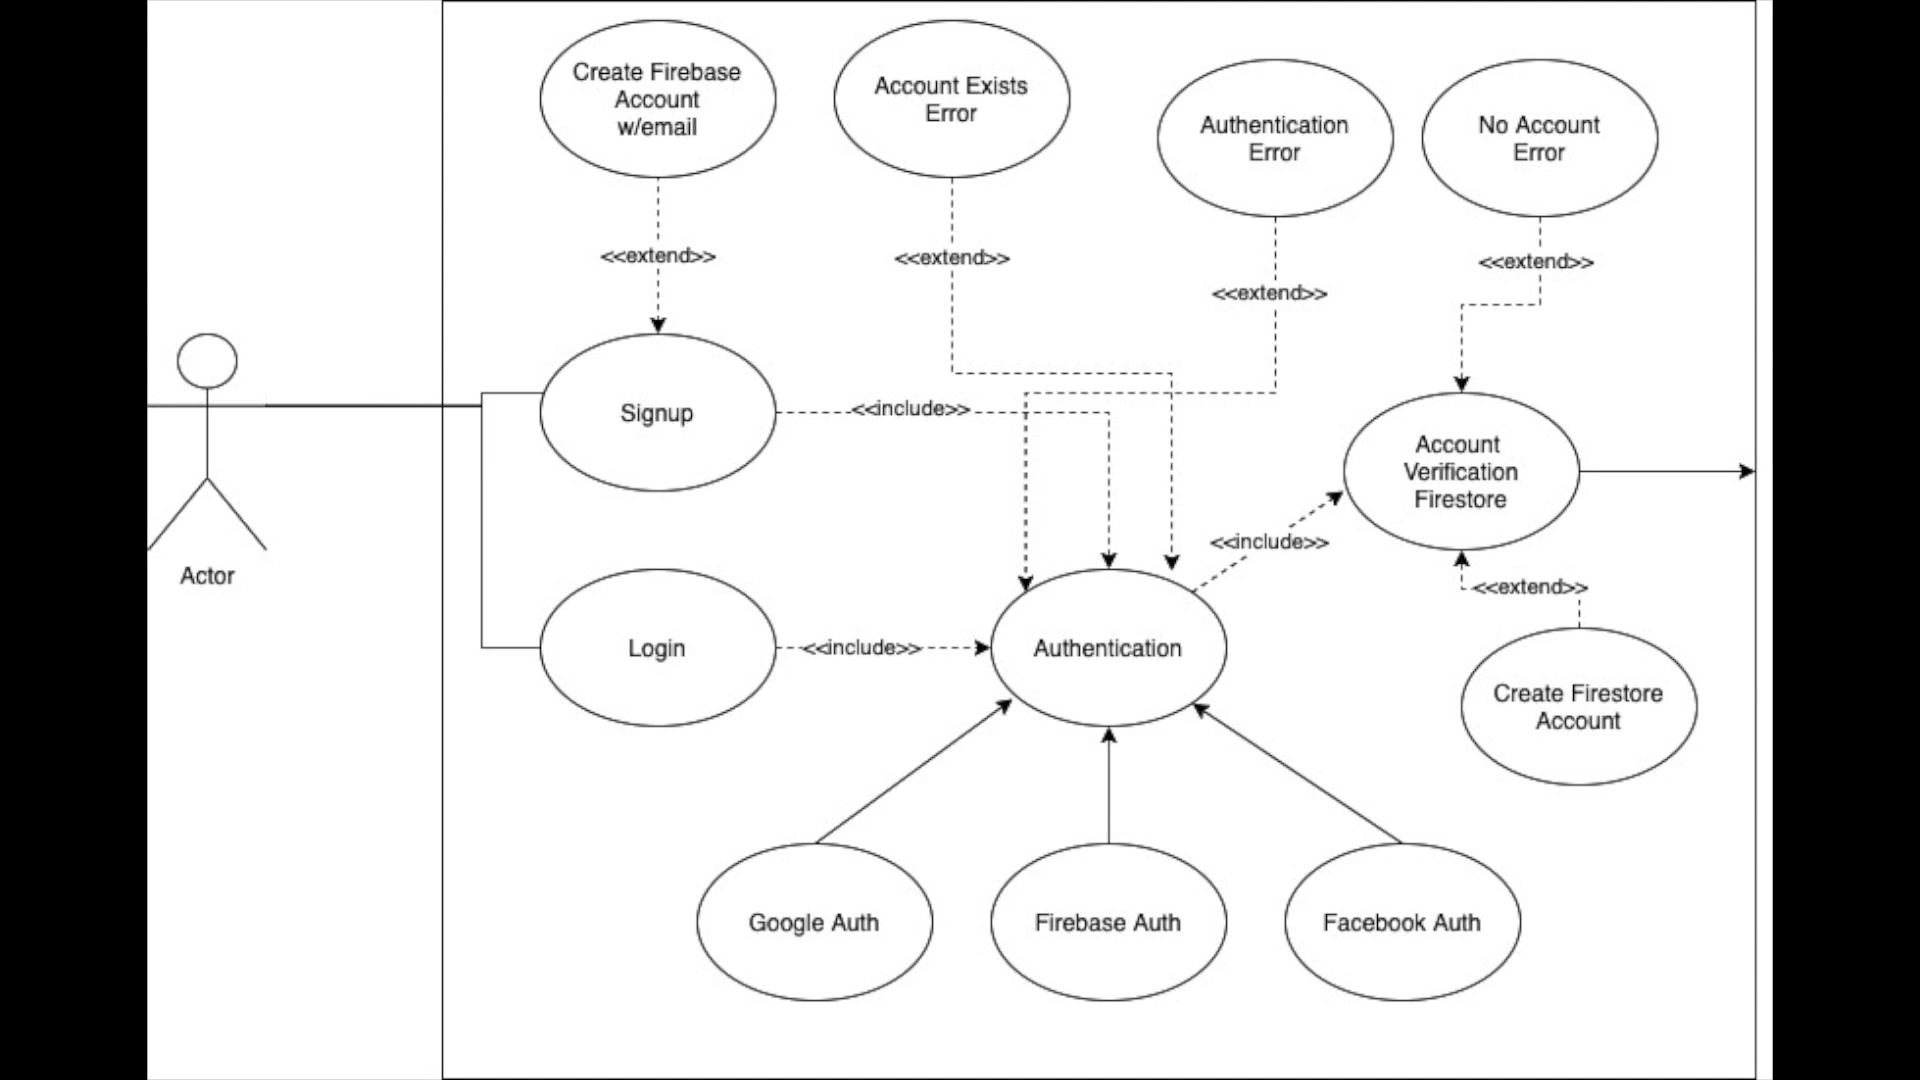 Create Firebase
Account
w/email
Account Exists
Error
Authentication
Error
No Account
Error
<<extend>>
<<extend>>
<<extend>>
<<extend>>
Signup
<<include>>
Account
Verification
Firestore
<<include>>
Actor
<<extend>>
Login
<<include>>
Authentication
Create Firestore
Account
Google Auth
Firebase Auth
Facebook Auth